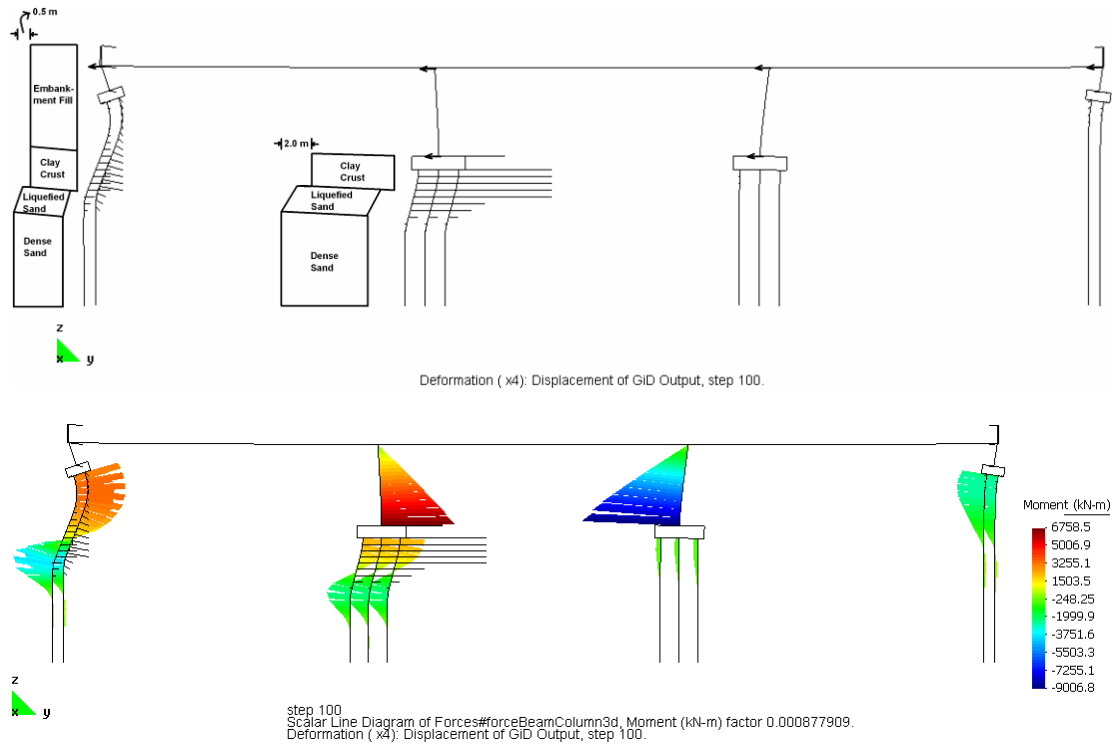 0.5 m
Embank-
ment Fill
Clay
Crust
Liquefied
Sand
Dense
Sand
2.0 m
Clay
Crust
Liquefied
Sand
Dense
Sand
z
x y
Deformation ( x4): Displacement of GiD Output, step 100.
Moment (kN-m)
6758.5
5006.9
3255.1
1503.5
-248.25
-1999.9
-3751.6
-5503.3
-7255.1
-9006.8
z
x y
step 100
Scalar Line Diagram of Forces#forceBeamColumn3d, Moment (kN-m) factor 0.000877909.
Deformation ( x4): Displacement of GiD Output, step 100.